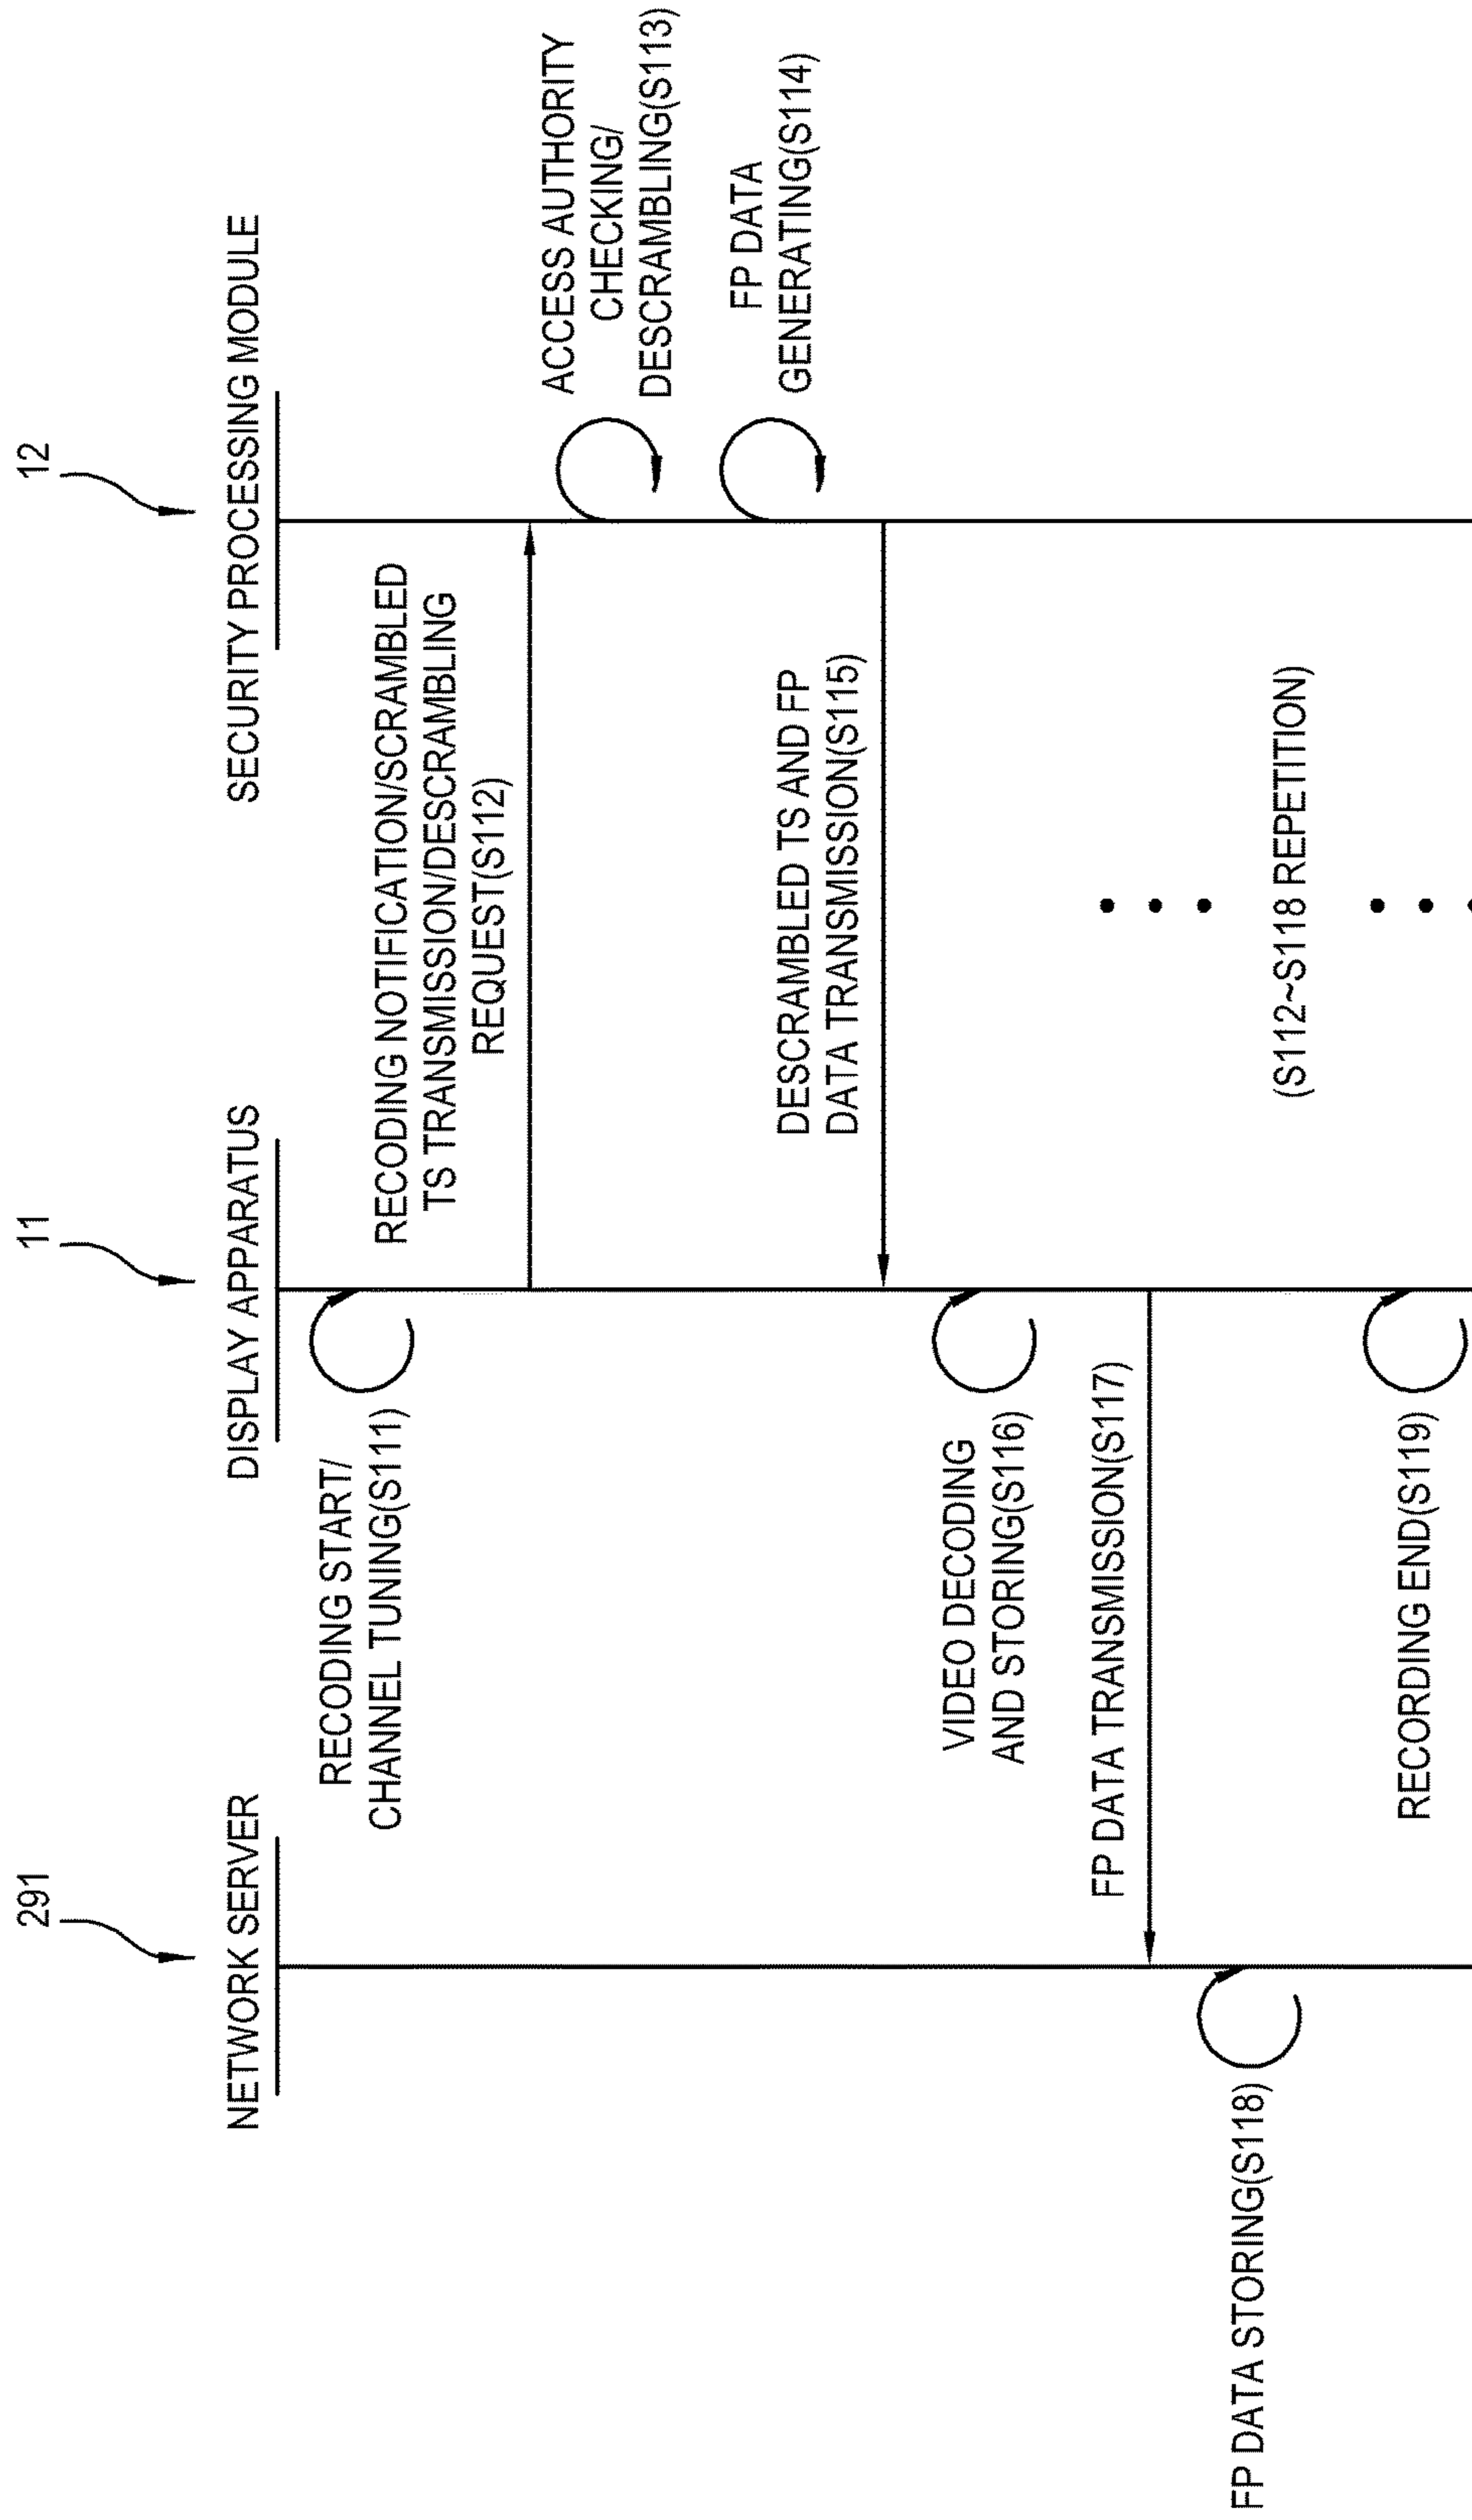 291
11
12
NETWORK SERVER
DISPLAY APPARATUS
SECURITY PROCESSING MODULE
RECODING START/
CHANNEL TUNING(S111)
RECODING NOTIFICATION/SCRAMBLED
TS TRANSMISSION/DESCRAMBLING
REQUEST(S112)
ACCESS AUTHORITY
CHECKING/
DESCRAMBLING(S113)
FP DATA
GENERATING(S114)
DESCRAMBLED TS AND FP
DATA TRANSMISSION(S115)
VIDEO DECODING
AND STORING(S116)
FP DATA TRANSMISSION(S117)
FP DATA STORING(S118)
(S112~S118 REPETITION)
RECORDING END(S119)